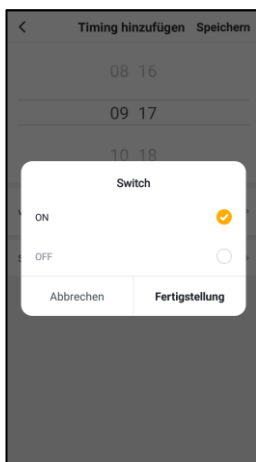 Timing hinzufügen Speichern
08 16
09 17
10 18
Switch
ON
OFF
Abbrechen Fertigstellung